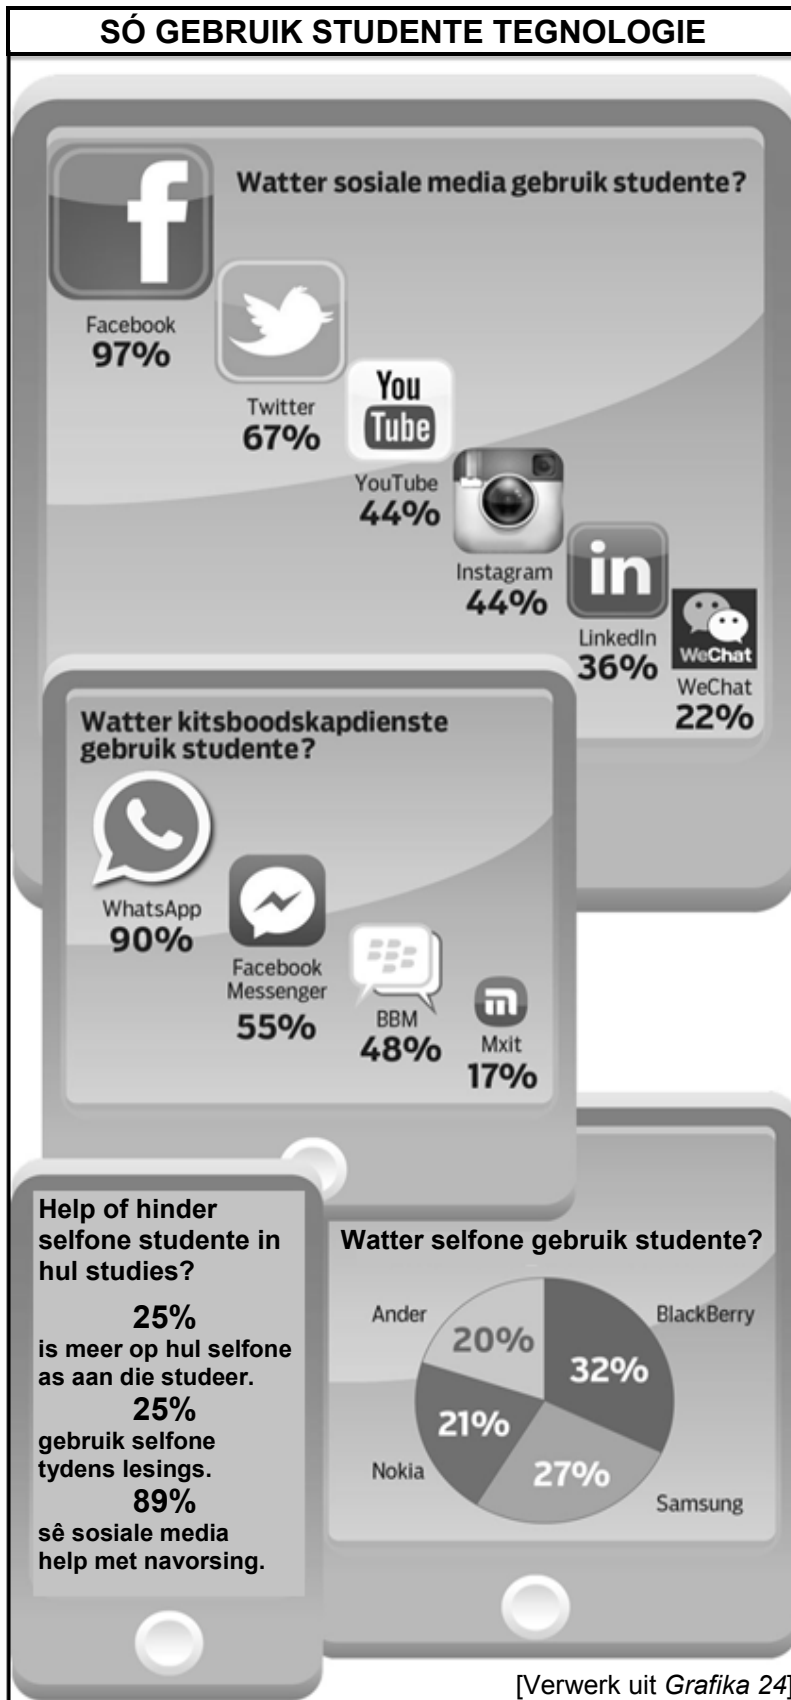 SÓ GEBRUIK STUDENTE TEGNOLOGIE
f
Watter sosiale media gebruik studente?
Facebook
97%
Twitter
67%
You
Tube
YouTube
44%
Instagram
44%
in
LinkedIn
36%
WeChat
WeChat
22%
Watter kitsboodskapdienste
gebruik studente?
WhatsApp
90%
Facebook
Messenger
55%
BBM
48%
m
Mxit
17%
Help of hinder
selfone studente in
hul studies?
25%
is meer op hul selfone
as aan die studeer.
25%
gebruik selfone
tydens lesings.
89%
sê sosiale media
help met navorsing.
Watter selfone gebruik studente?
Ander
20%
BlackBerry
32%
21%
Nokia
27%
Samsung
[Verwerk uit Grafika 24]